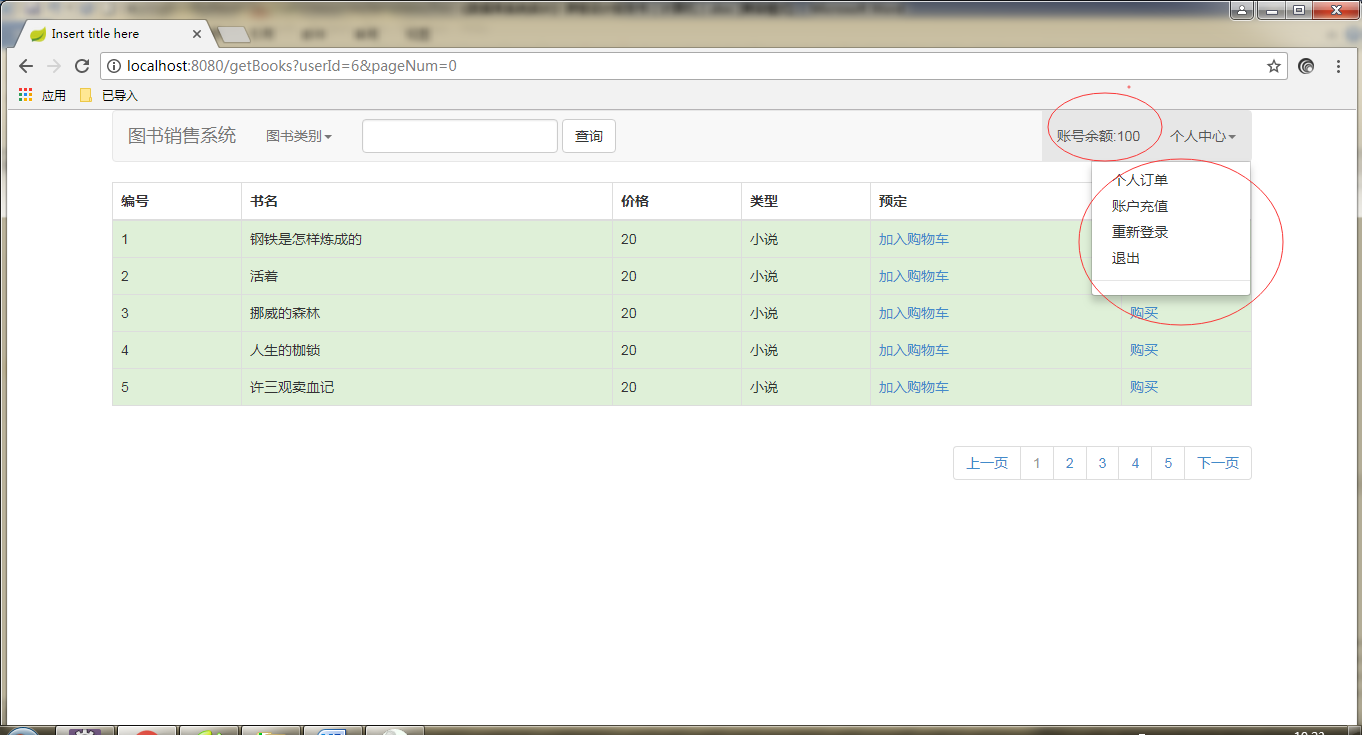 Insert title here
localhost:8080/getBooks?userId=6&pageNum=0
应用 已导入
图书销售系统 图书类别 查询 账号余额:100 个人中心
个人订单
账户充值
重新登录
退出
编号 书名 价格 类型 预定
1 钢铁是怎样炼成的 20 小说 加入购物车
2 活着 20 小说 加入购物车
3 挪威的森林 20 小说 加入购物车 购买
4 人生的枷锁 20 小说 加入购物车 购买
5 许三观卖血记 20 小说 加入购物车 购买
上一页 1 2 3 4 5 下一页